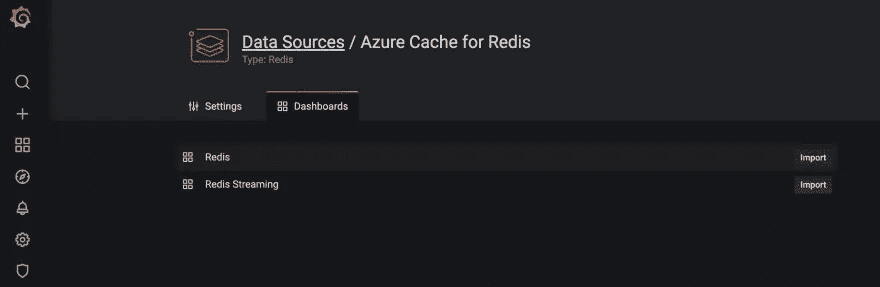 Data Sources / Azure Cache for Redis
Type: Redis
Settings Dashboards
Redis Import
Redis Streaming Import